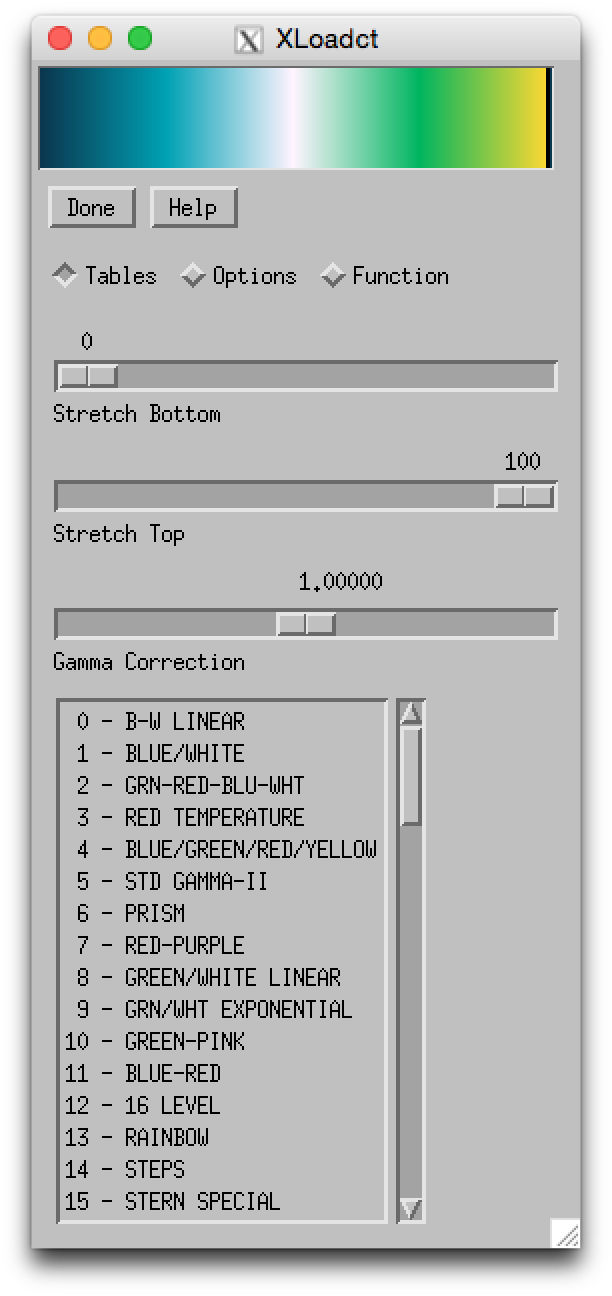 XLoadct
Done Help
Tables Options Function
0
Stretch Bottom
100
Stretch Top
1.00000
Gamma Correction
0 - B-W LINEAR
1 - BLUE/WHITE
2 - GRN-RED-BLU-WHT
3 - RED TEMPERATURE
4 - BLUE/GREEN/RED/YELLOW
5 - STD GAMMA-II
6 - PRISM
7 - RED-PURPLE
8 - GREEN/WHITE LINEAR
9 - GRN/WHT EXPONENTIAL
10 - GREEN-PINK
11 - BLUE-RED
12 - 16 LEVEL
13 - RAINBOW
14 - STEPS
15 - STERN SPECIAL